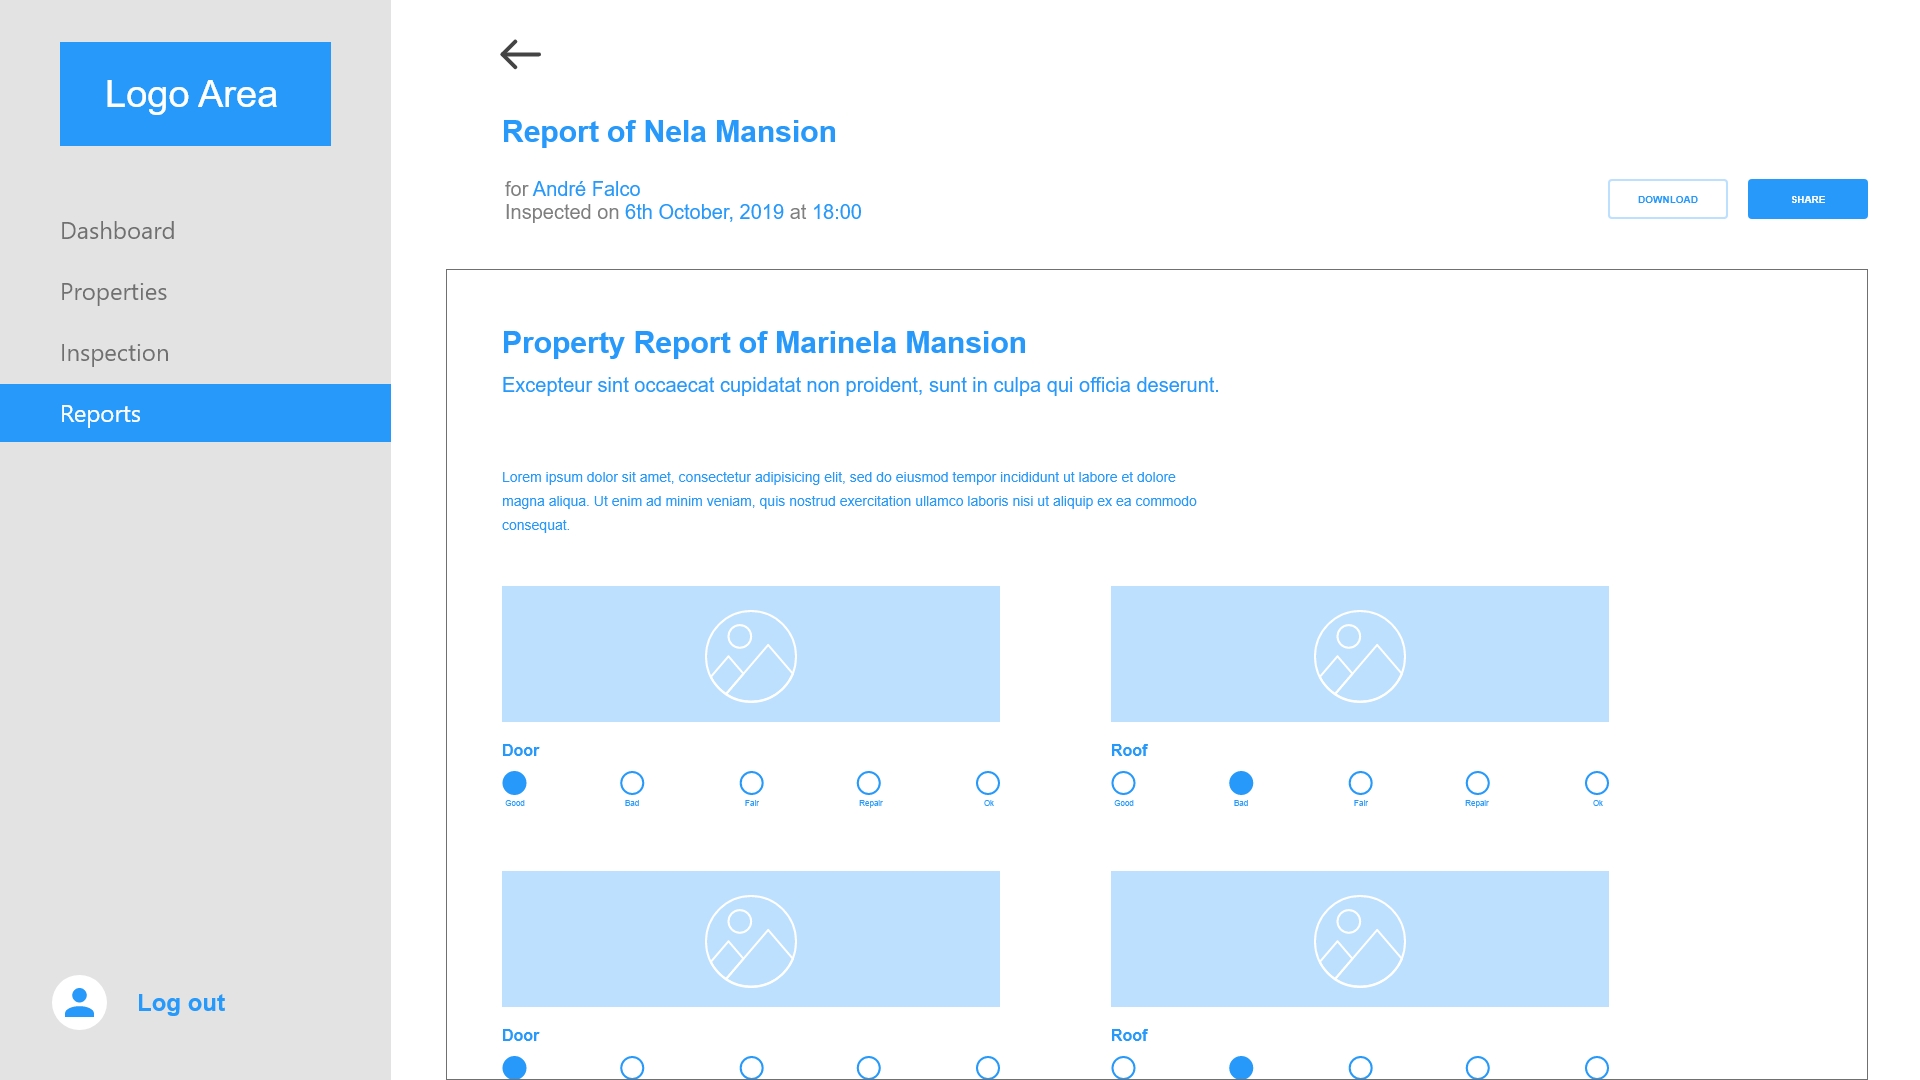 Logo Area
Dashboard
Properties
Inspection
Reports
Log out
Report of Nela Mansion
for André Falco
Inspected on 6th October, 2019 at 18:00
DOWNLOAD
SHARE
Property Report of Marinela Mansion
Excepteur sint occaecat cupidatat non proident, sunt in culpa qui officia deserunt.
Lorem ipsum dolor sit amet, consectetur adipisicing elit, sed do eiusmod tempor incididunt ut labore et dolore
magna aliqua. Ut enim ad minim veniam, quis nostrud exercitation ullamco laboris nisi ut aliquip ex ea commodo
consequat.
Door
Good Bad Fair Repair Ok
Roof
Good Bad Fair Repair Ok
Door
Roof